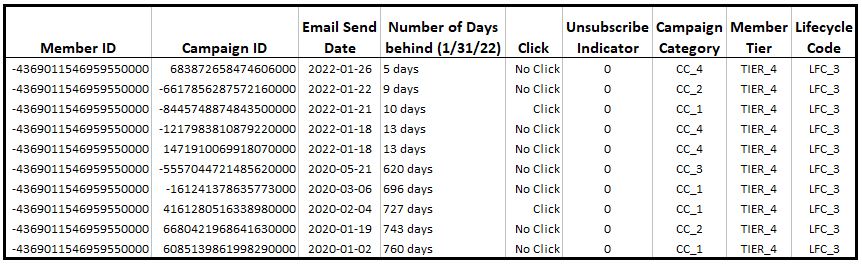 Member ID Campaign ID Email Send Date Number of Days behind (1/31/22) Click Unsubscribe Indicator Campaign Category Member Tier Lifecycle Code
-4369011546959550000 683872658474606000 2022-01-26 5 days No Click 0 CC_4 TIER_4 LFC_3
-4369011546959550000 -6617856287572160000 2022-01-22 9 days No Click 0 CC_2 TIER_4 LFC_3
-4369011546959550000 -8445748874843500000 2022-01-21 10 days Click 0 CC_1 TIER_4 LFC_3
-4369011546959550000 -1217983810879220000 2022-01-18 13 days No Click 0 CC_4 TIER_4 LFC_3
-4369011546959550000 1471910069918070000 2022-01-18 13 days No Click 0 CC_4 TIER_4 LFC_3
-4369011546959550000 -5557044721485620000 2020-05-21 620 days No Click 0 CC_3 TIER_4 LFC_3
-4369011546959550000 -161241378635773000 2020-03-06 696 days No Click 0 CC_1 TIER_4 LFC_3
-4369011546959550000 4161280516338980000 2020-02-04 727 days Click 0 CC_1 TIER_4 LFC_3
-4369011546959550000 6680421968641630000 2020-01-19 743 days No Click 0 CC_2 TIER_4 LFC_3
-4369011546959550000 6085139861998290000 2020-01-02 760 days No Click 0 CC_1 TIER_4 LFC_3